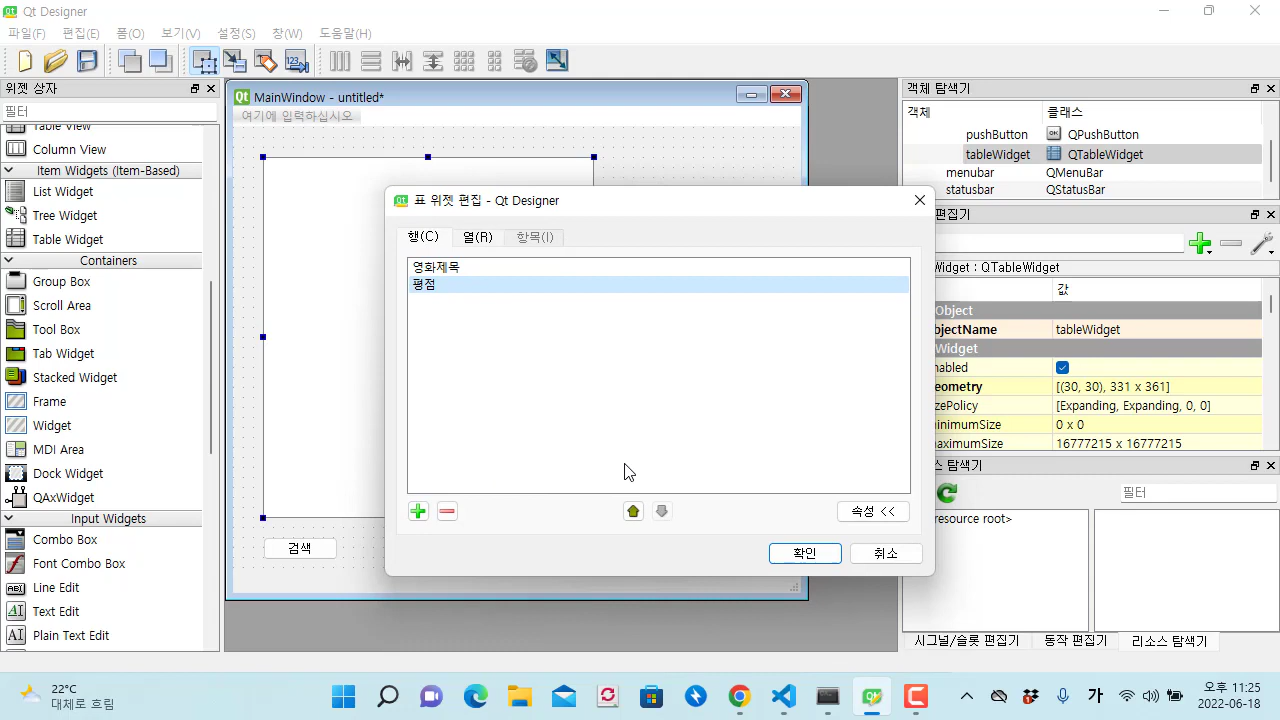 Qt Designer
파일(F) 편집(E) 폼(O) 보기(V) 설정(S) 창(W) 도움말(H)
위젯 상자
필터
Table View
Column View
Item Widgets (Item-Based)
List Widget
Tree Widget
Table Widget
Containers
Group Box
Scroll Area
Tool Box
Tab Widget
Stacked Widget
Frame
Widget
MDI Area
Dock Widget
QAxWidget
Input Widgets
Combo Box
Font Combo Box
Line Edit
Text Edit
Plain Text Edit
Qt MainWindow - untitled*
여기에 입력하십시오
검색
표 위젯 편집 - Qt Designer
행(C) 열(R) 항목(I)
영화제목
평점
속성 <<
확인 취소
객체 탐색기
객체 클래스
pushButton QPushButton
tableWidget QTableWidget
menubar QMenuBar
statusbar QStatusBar
편집기
Widget : QTableWidget
값
Object
bjectName tableWidget
Widget
nabled
eometry [(30, 30), 331 x 361]
zePolicy [Expanding, Expanding, 0, 0]
inimumSize 0 x 0
aximumSize 16777215 x 16777215
스 탐색기
필터
resource root>
시그널/슬롯 편집기 동작 편집기 리소스 탐색기
22°C
대체로 흐림
가
오후 11:25
2022-06-18